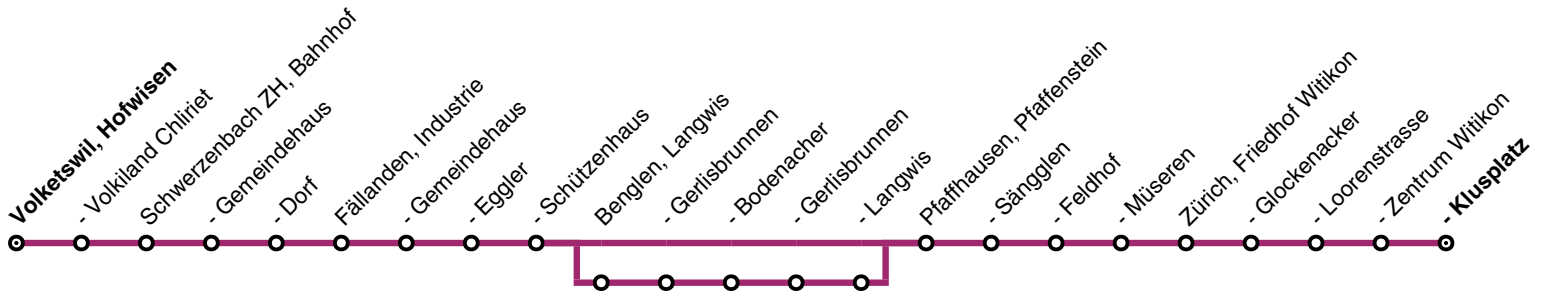 Volketswil, Hofwisen
- Volkiland Chliriet
Schwerzenbach ZH, Bahnhof
- Gemeindehaus
- Dorf
Fällanden, Industrie
- Gemeindehaus
- Eggler
- Schützenhaus
Benglen, Langwis
- Gerlisbrunnen
- Bodenacher
- Gerlisbrunnen
- Langwis
Pfaffhausen, Pfaffenstein
- Sängglen
- Feldhof
- Müseren
Zürich, Friedhof Witikon
- Glockenacker
- Loorenstrasse
- Zentrum Witikon
- Klusplatz